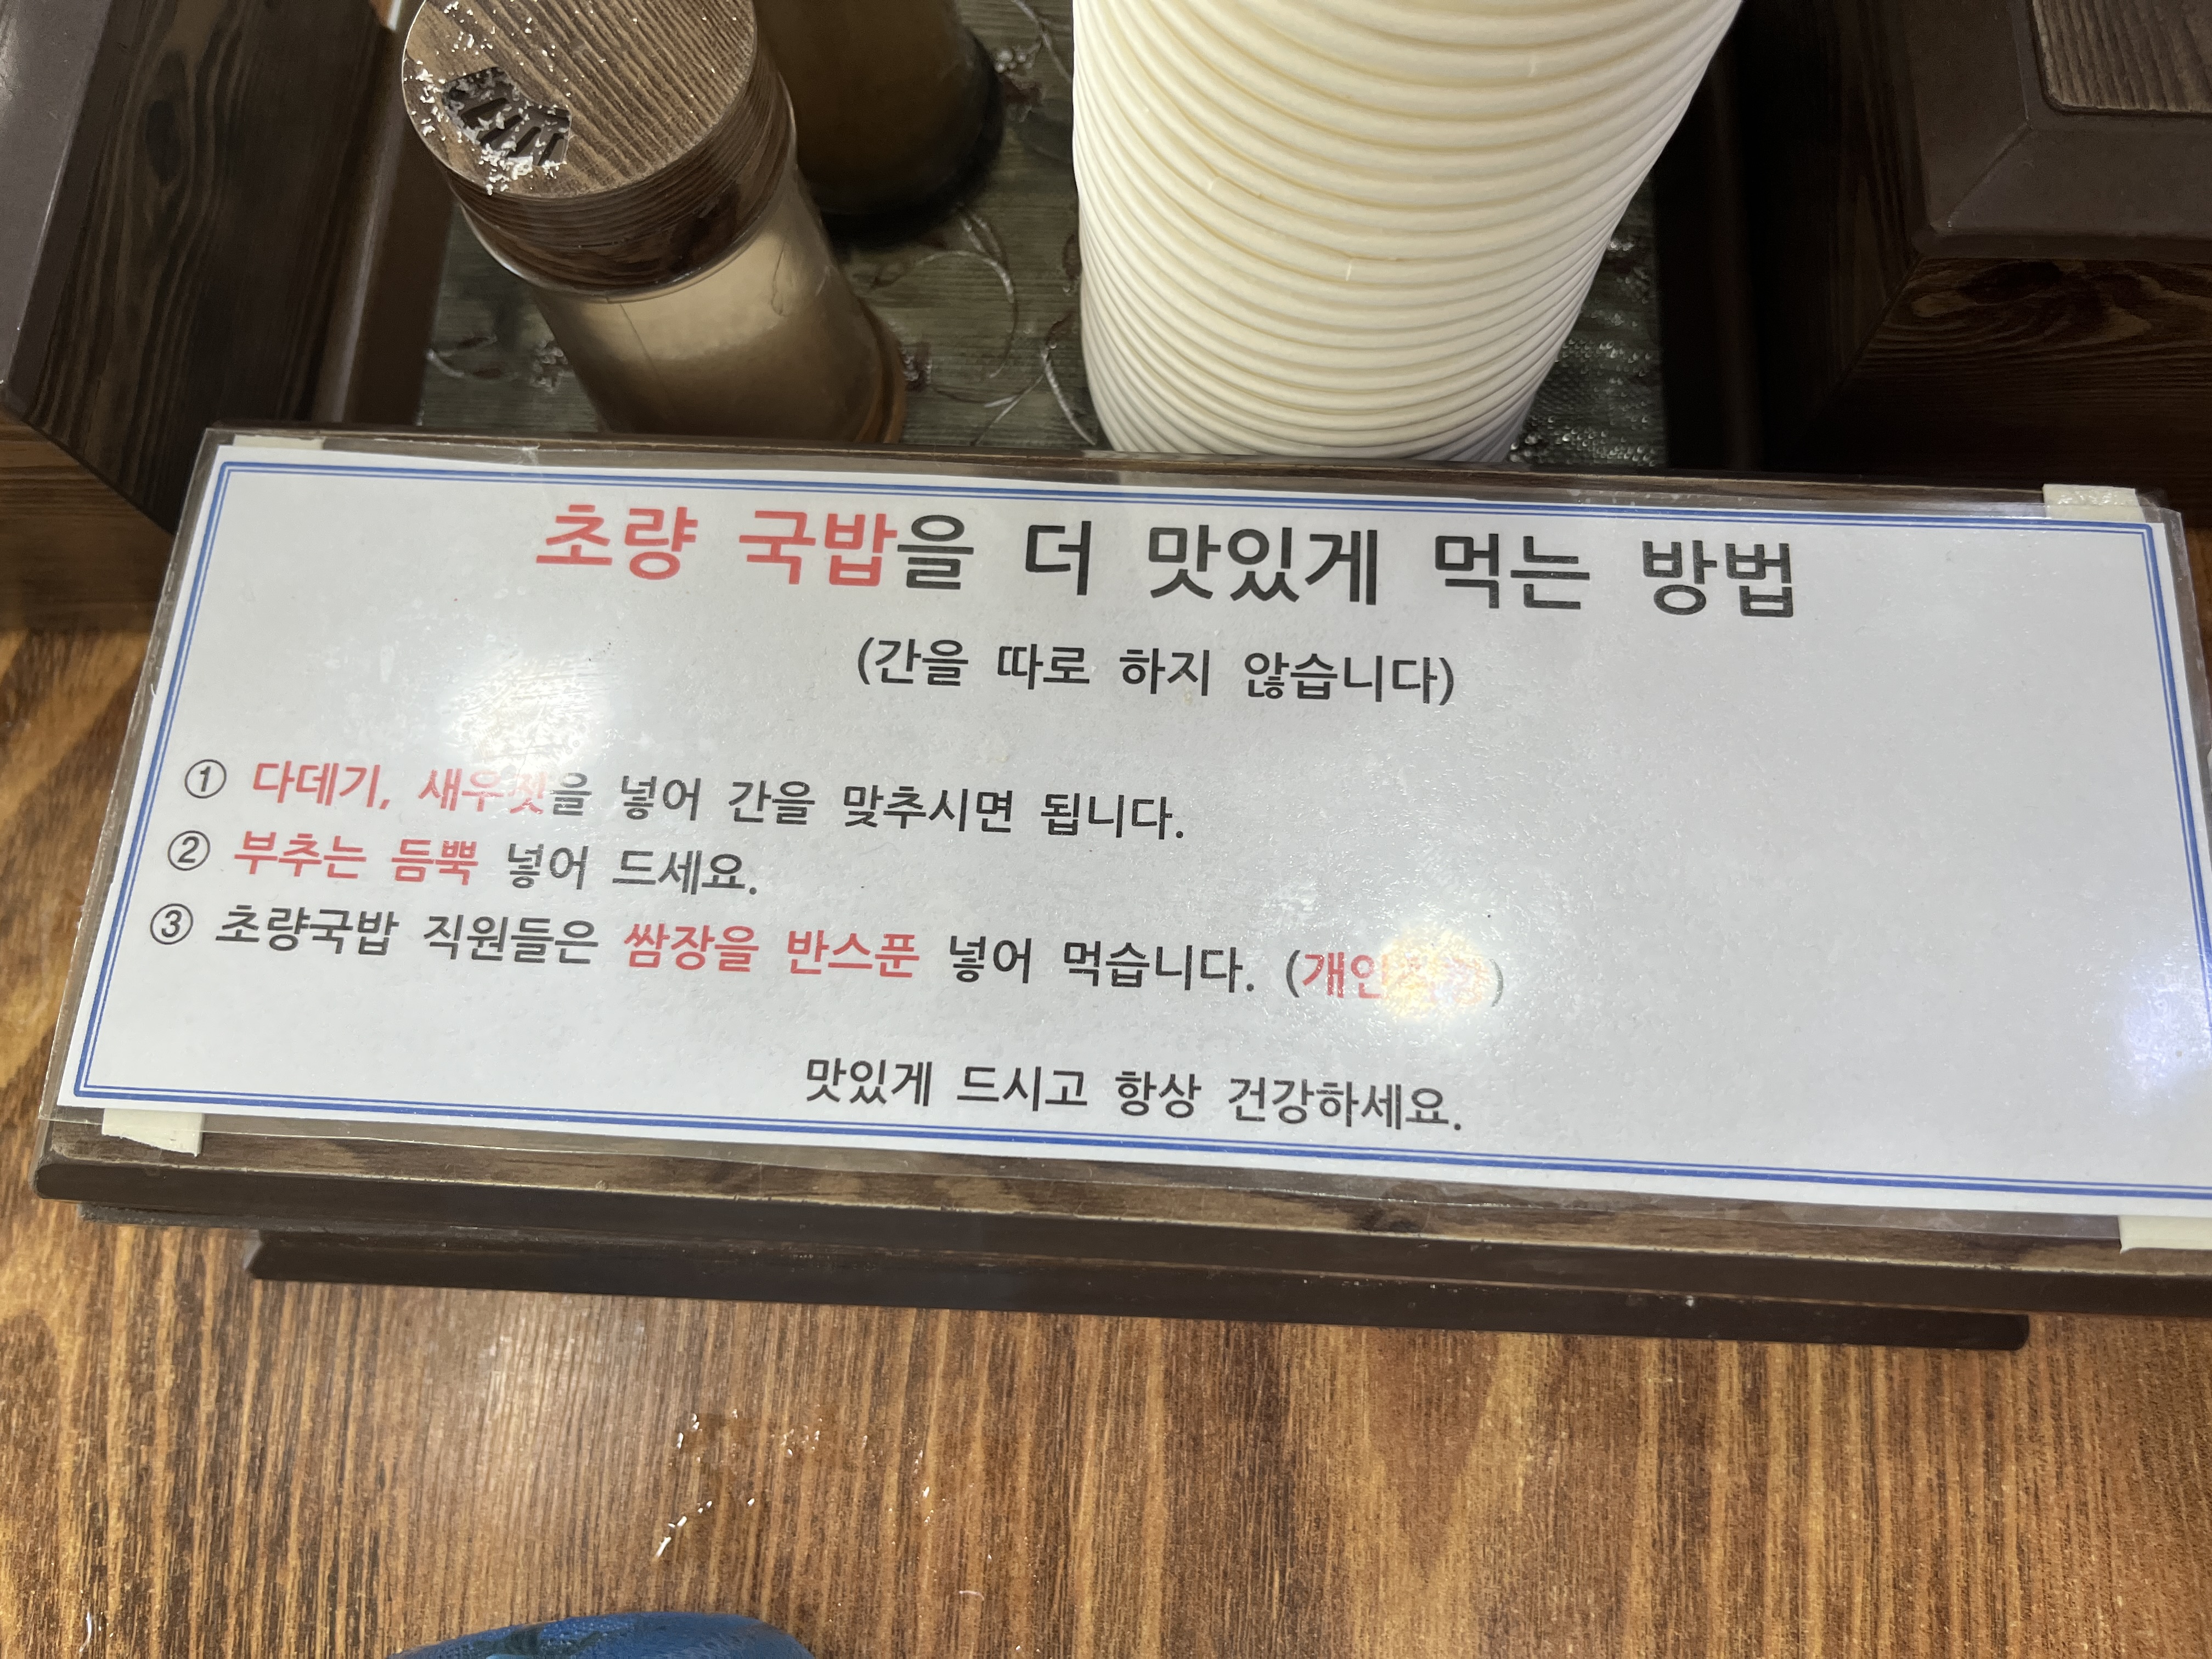 초량 국밥을 더 맛있게 먹는 방법
(간을 따로 하지 않습니다)
① 다데기, 새우젓을 넣어 간을 맞추시면 됩니다.
② 부추는 듬뿍 넣어 드세요.
③ 초량국밥 직원들은 쌈장을 반스푼 넣어 먹습니다.
맛있게 드시고 항상 건강하세요.